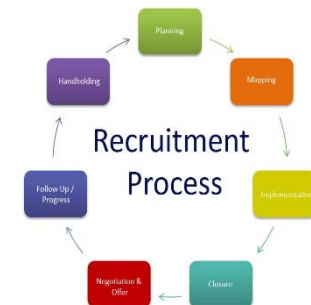 Planning
Mapping
Implementation
Closure
Negotiation &
Offer
Follow Up /
Progress
Handholding
Recruitment
Process